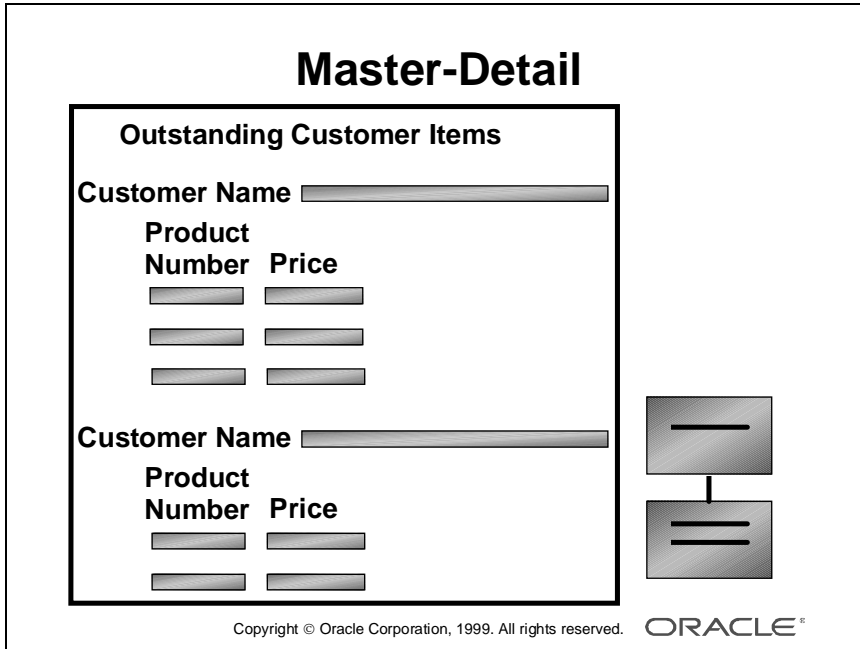 Master-Detail
Outstanding Customer Items
Customer Name
Product
Number Price
Customer Name
Product
Number Price
Copyright © Oracle Corporation, 1999. All rights reserved. ORACLE®